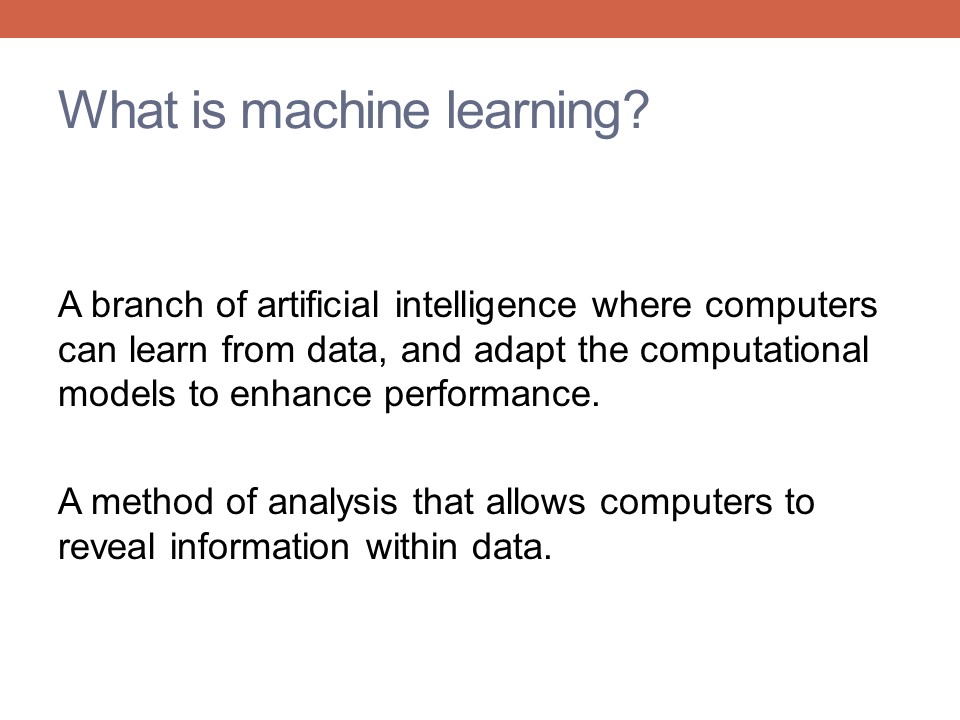 What is machine learning?
A branch of artificial intelligence where computers
can learn from data, and adapt the computational
models to enhance performance.
A method of analysis that allows computers to
reveal information within data.